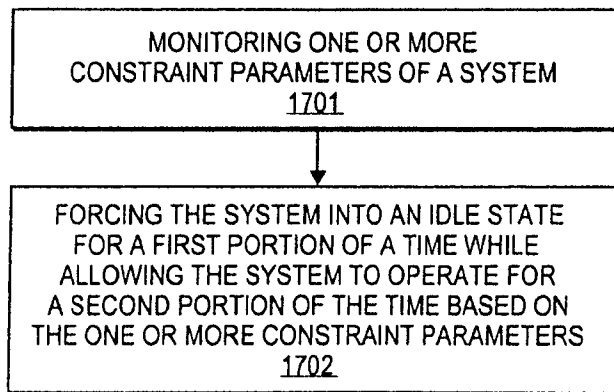 MONITORING ONE OR MORE
CONSTRAINT PARAMETERS OF A SYSTEM
1701
FORCING THE SYSTEM INTO AN IDLE STATE
FOR A FIRST PORTION OF A TIME WHILE
ALLOWING THE SYSTEM TO OPERATE FOR
A SECOND PORTION OF THE TIME BASED ON
THE ONE OR MORE CONSTRAINT PARAMETERS
1702